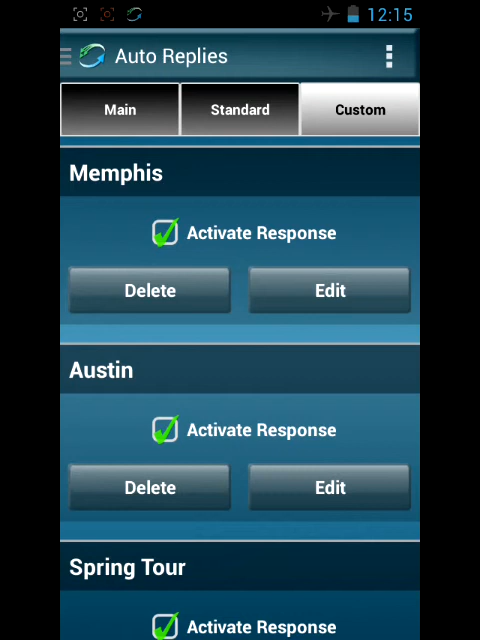 12:15
Auto Replies
Main Standard Custom
Memphis
Activate Response
Delete Edit
Austin
Activate Response
Delete Edit
Spring Tour
Activate Response